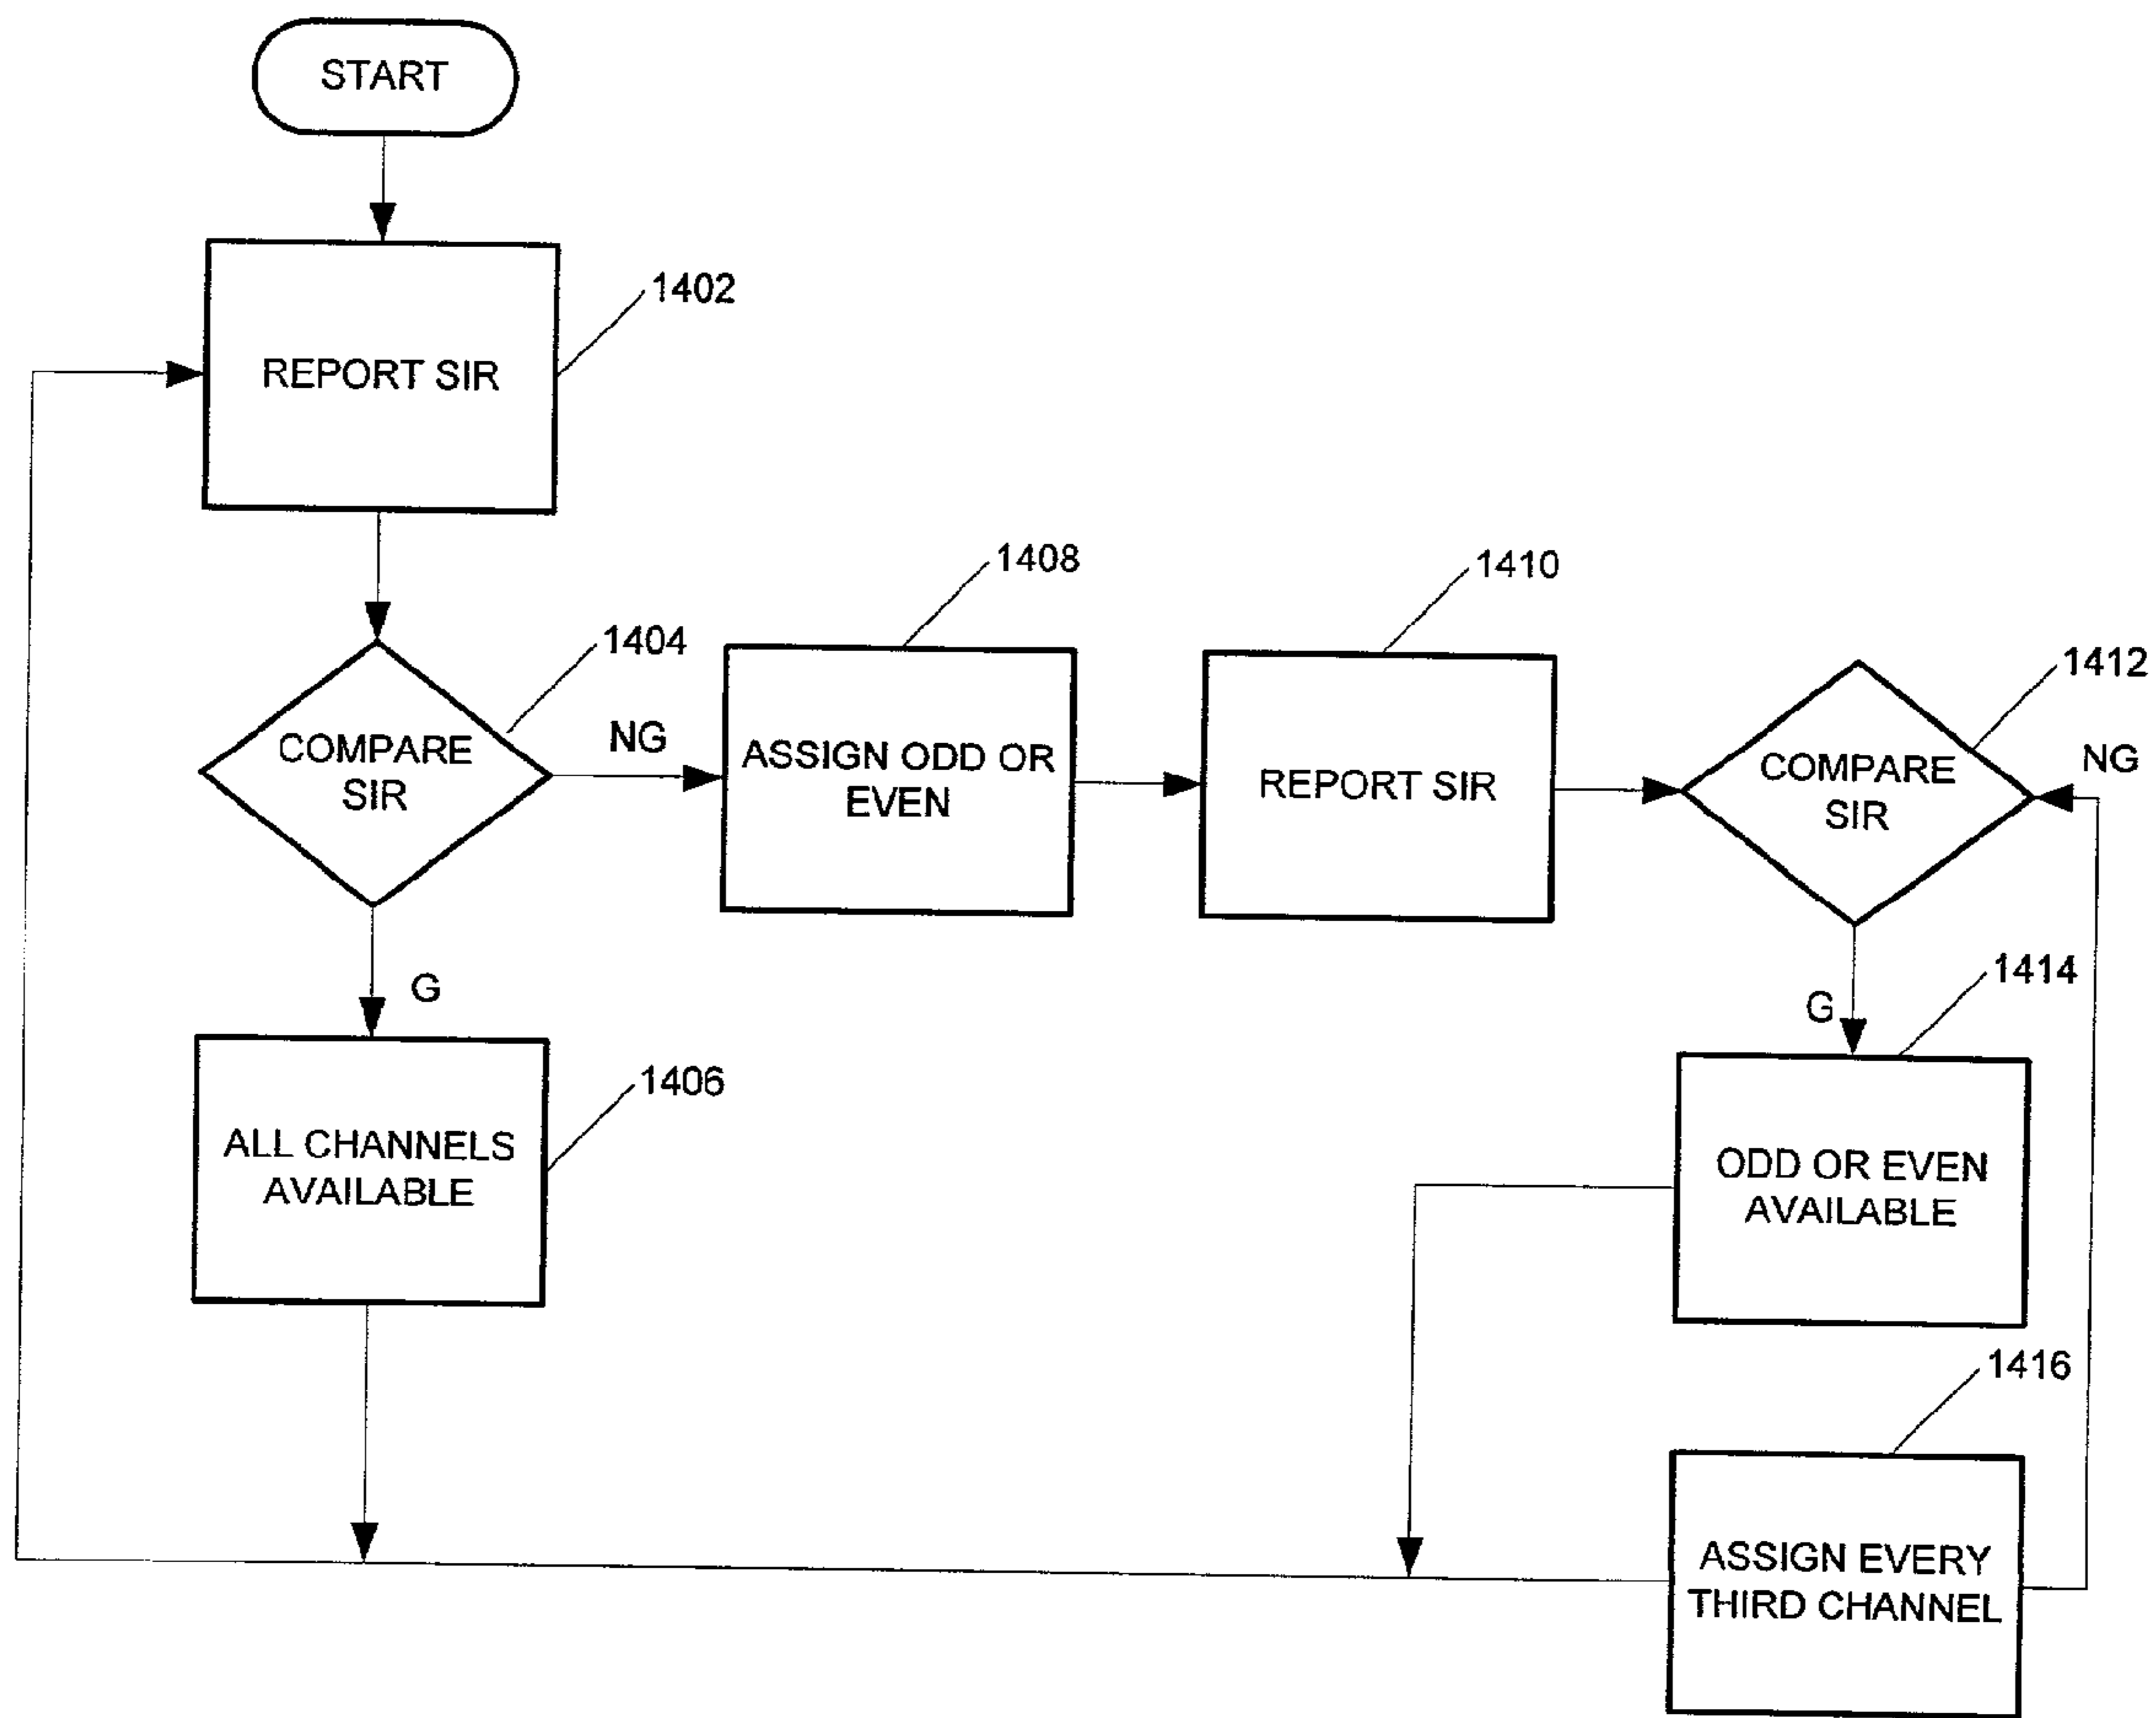 START
1402
REPORT SIR
1404
COMPARE
SIR
NG
G
1408
ASSIGN ODD OR
EVEN
1410
REPORT SIR
1412
COMPARE
SIR
NG
G
1414
ODD OR EVEN
AVAILABLE
1406
ALL CHANNELS
AVAILABLE
1416
ASSIGN EVERY
THIRD CHANNEL